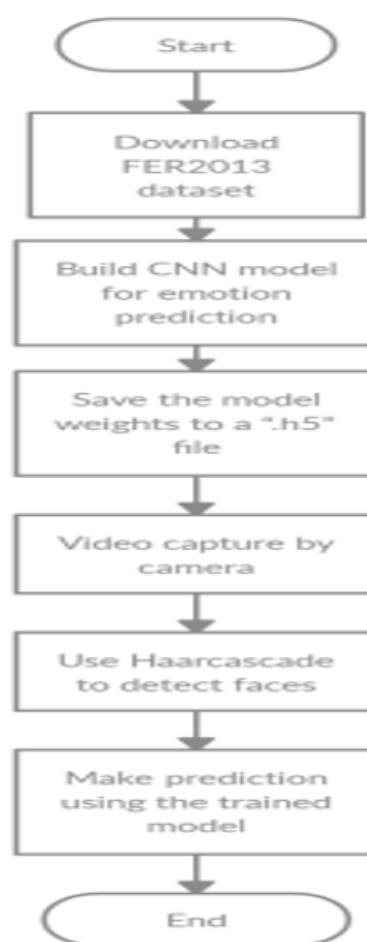 Start
Download
FER2013
dataset
Build CNN model
for emotion
prediction
Save the model
weights to a ".h5"
file
Video capture by
camera
Use Haarcascade
to detect faces
Make prediction
using the trained
model
End